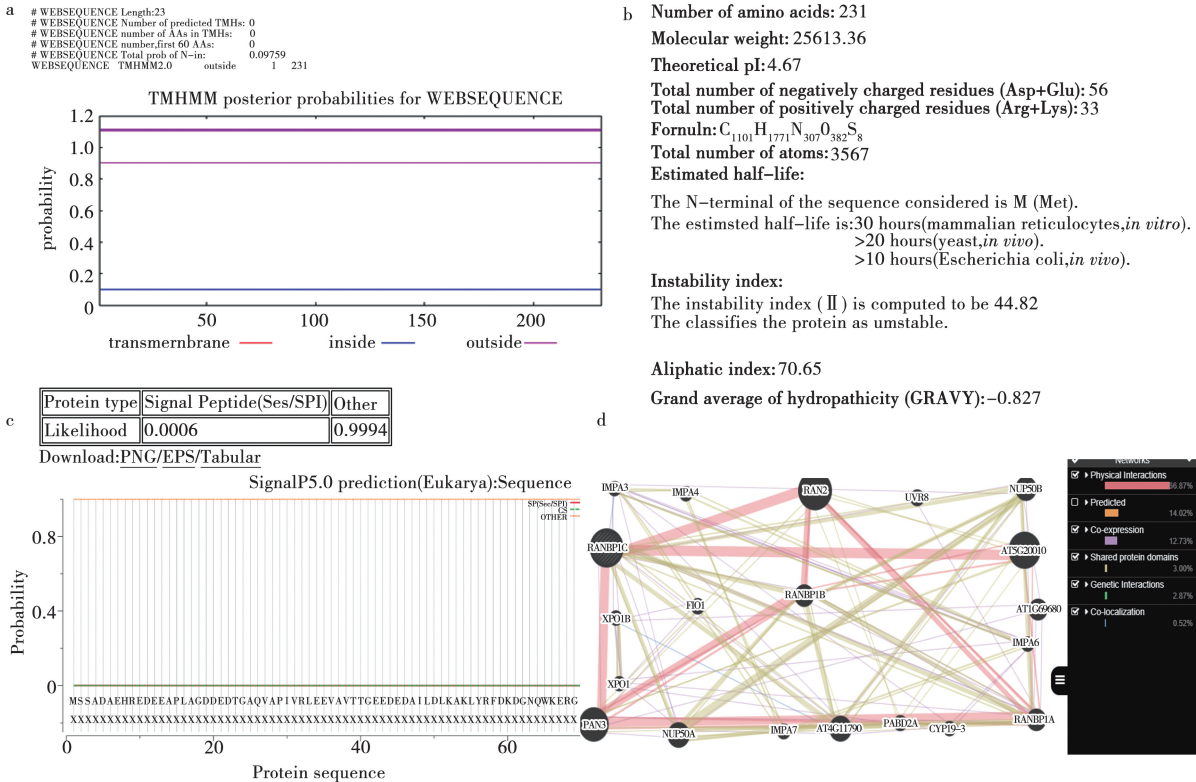 a
# WEBSEQUENCE Length:23
# WEBSEQUENCE Number of predicted TMHs: 0
# WEBSEQUENCE number of AAs in TMHs: 0
# WEBSEQUENCE number,first 60 AAs: 0
# WEBSEQUENCE Total prob of N-in: 0.09759
WEBSEQUENCE TMHMM2.0 outside 1 231
TMHMM posterior probabilities for WEBSEQUENCE
probability
1.2
1.0
0.8
0.6
0.4
0.2
0
50 100 150 200
transmernbrane inside outside
b
Number of amino acids: 231
Molecular weight: 25613.36
Theoretical pI:4.67
Total number of negatively charged residues (Asp+Glu): 56
Total number of positively charged residues (Arg+Lys):33
Fornuln:C1101H1771N307O382S8
Total number of atoms:3567
Estimated half-life:
The N-terminal of the sequence considered is M (Met).
The estimsted half-life is:30 hours(mammalian reticulocytes,in vitro).
>20 hours(yeast,in vivo).
>10 hours(Escherichia coli,in vivo).
Instability index:
The instability index (Ⅱ) is computed to be 44.82
The classifies the protein as umstable.
Aliphatic index:70.65
Grand average of hydropathicity (GRAVY):-0.827
c
Protein type Signal Peptide(Ses/SPI) Other
Likelihood 0.0006 0.9994
Download:PNG/EPS/Tabular
SignalP5.0 prediction(Eukarya):Sequence
SP(Sec/SPI)
CS
OTHER
Probability
0.8
0.4
0
MSSADAEHREDEEAPLAGDDEDTGAQVAPIVRLEEVAVTTGEEDEDAILDLKAKLYRFDKDGNQWKERG
0 20 40 60
Protein sequence
d
IMPA3
IMPA4
RAN2
UVR8
NUP50B
RANBP1C
AT5G20010
RANBP1B
FIO1
XPO1B
AT1G69680
IMPA6
XPO1
RAN3
NUP50A
IMPA7
AT4G11790
PABD2A
CYP19-3
RANBP1A
Networks
Physical Interactions
66.87%
Predicted
14.02%
Co-expression
12.73%
Shared protein domains
3.00%
Genetic Interactions
2.87%
Co-localization
0.52%